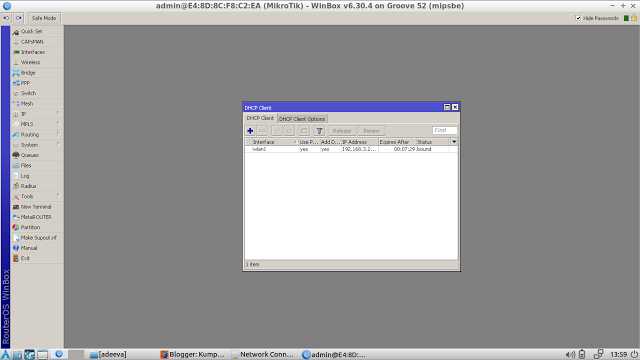 admin@E4:8D:8C:F8:C2:EA (MikroTik) - WinBox v6.30.4 on Groove 52 (mipsbe)
Safe Mode
Hide Passwords
Quick Set
CAPsMAN
Interfaces
Wireless
Bridge
PPP
Switch
Mesh
IP
MPLS
Routing
System
Queues
Files
Log
Radius
Tools
New Terminal
MetaROUTER
Partition
Make Supout.rif
Manual
Exit
RouterOS WinBox
DHCP Client
DHCP Client DHCP Client Options
Release Renew Find
Interface Use P... Add D... IP Address Expires After Status
wlan1 yes yes 192.168.3.1... 00:07:29 bound
1 item
[adeeva] Blogger: Kump... Network Conn... admin@E4:8D:... 13:59